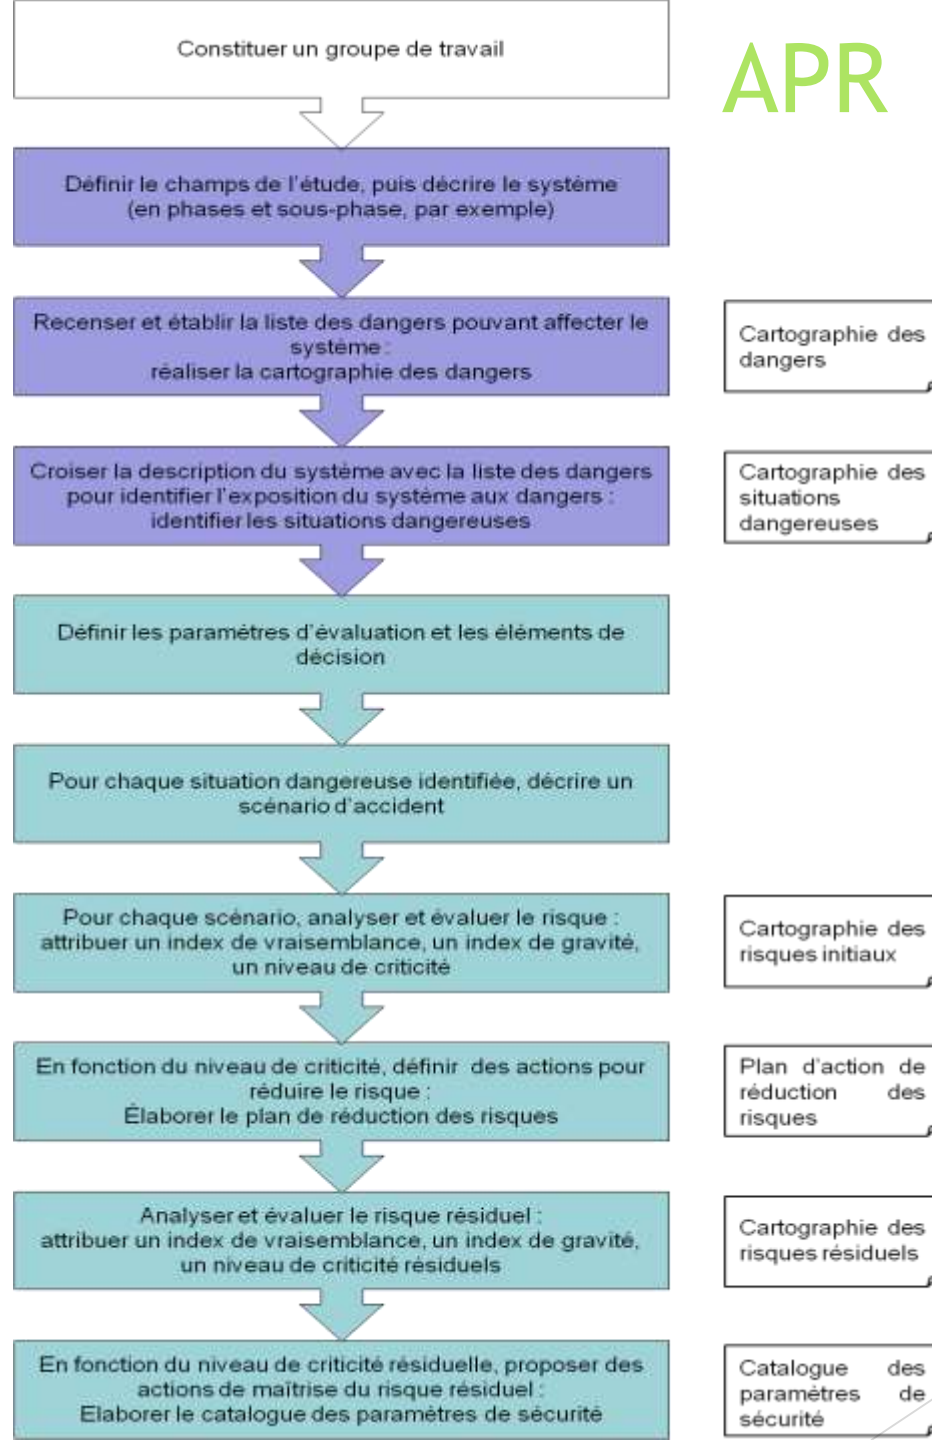 Constituer un groupe de travail
APR
Définir le champs de l'étude, puis décrire le système
(en phases et sous-phase, par exemple)
Recenser et établir la liste des dangers pouvant affecter le
système :
réaliser la cartographie des dangers
Cartographie des
dangers
Croiser la description du système avec la liste des dangers
pour identifier l'exposition du système aux dangers :
identifier les situations dangereuses
Cartographie des
situations
dangereuses
Définir les paramètres d'évaluation et les éléments de
décision
Pour chaque situation dangereuse identifiée, décrire un
scénario d'accident
Pour chaque scénario, analyser et évaluer le risque :
attribuer un index de vraisemblance, un index de gravité,
un niveau de criticité
Cartographie des
risques initiaux
En fonction du niveau de criticité, définir des actions pour
réduire le risque :
Élaborer le plan de réduction des risques
Plan d'action de
réduction des
risques
Analyser et évaluer le risque résiduel :
attribuer un index de vraisemblance, un index de gravité,
un niveau de criticité résiduels
Cartographie des
risques résiduels
En fonction du niveau de criticité résiduelle, proposer des
actions de maîtrise du risque résiduel :
Elaborer le catalogue des paramètres de sécurité
Catalogue des
paramètres de
sécurité